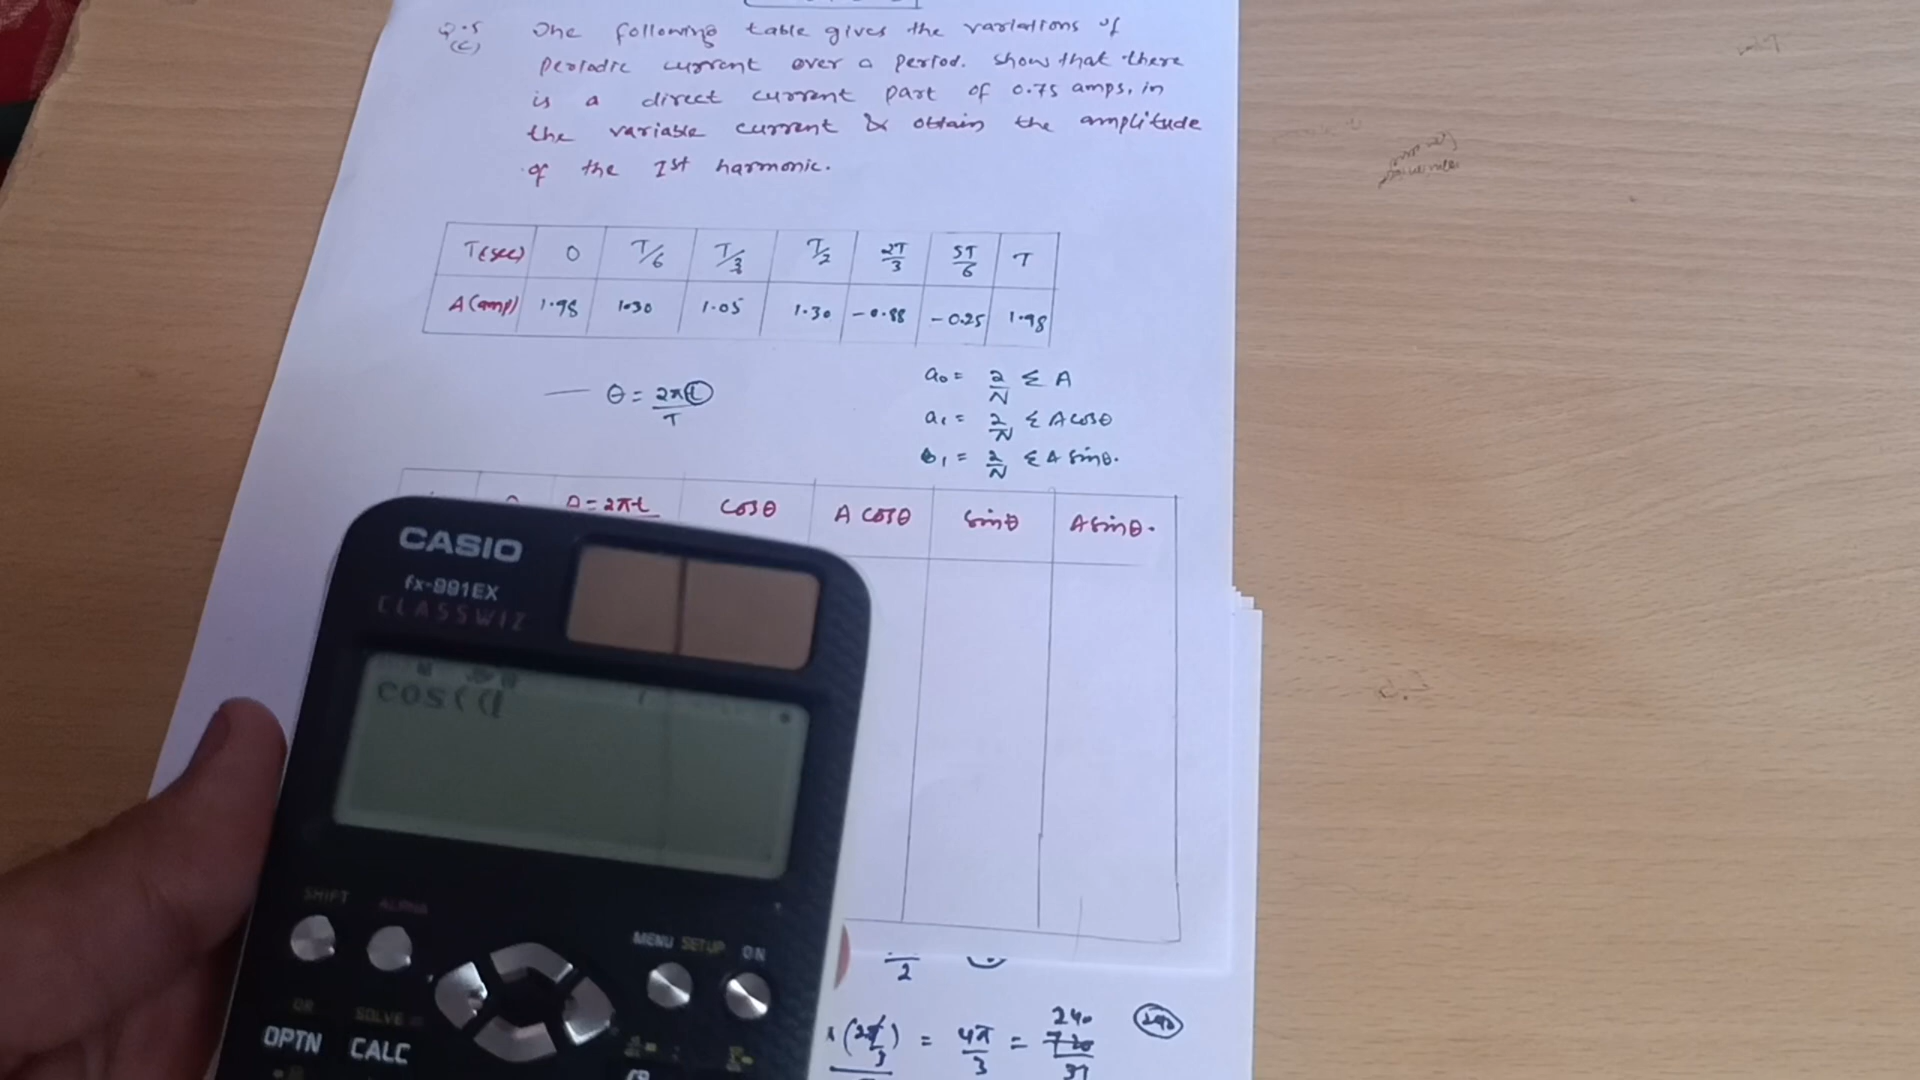 Q.5 The following table gives the variations of
(c)
periodic current over a period. show that there
is a direct current part of 0.75 amps, in
the variable current & obtain the amplitude
of the 1st harmonic.
T(sec) 0 T/6 T/3 T/2 2T/3 5T/6 T
A(amp) 1.98 1.30 1.05 1.30 -0.88 -0.25 1.98
θ = 2πt/T
a0 = 2/N Σ A
a1 = 2/N Σ A cosθ
b1 = 2/N Σ A sinθ.
θ = 2πt cosθ A cosθ sinθ A sinθ.
CASIO
fx-991EX
CLASSWIZ
cos((
SHIFT ALPHA
MENU SETUP ON
SOLVE =
OPTN CALC
2
= 4π/3 =
240